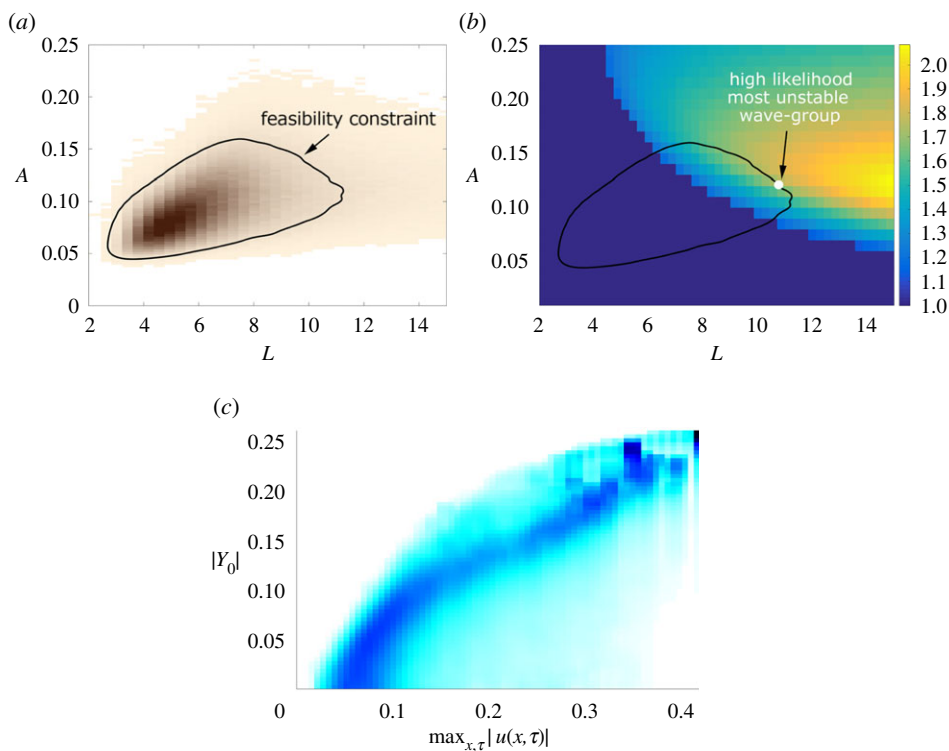 (a)
0.25
0.20
0.15
A
0.10
0.05
0
feasibility constraint
2 4 6 8 10 12 14
L
(b)
0.25
0.20
0.15
A
0.10
0.05
high likelihood
most unstable
wave-group
2 4 6 8 10 12 14
L
2.0
1.9
1.8
1.7
1.6
1.5
1.4
1.3
1.2
1.1
1.0
(c)
0.25
0.20
0.15
|Y₀|
0.10
0.05
0 0.1 0.2 0.3 0.4
maxₓ,τ|u(x, τ)|